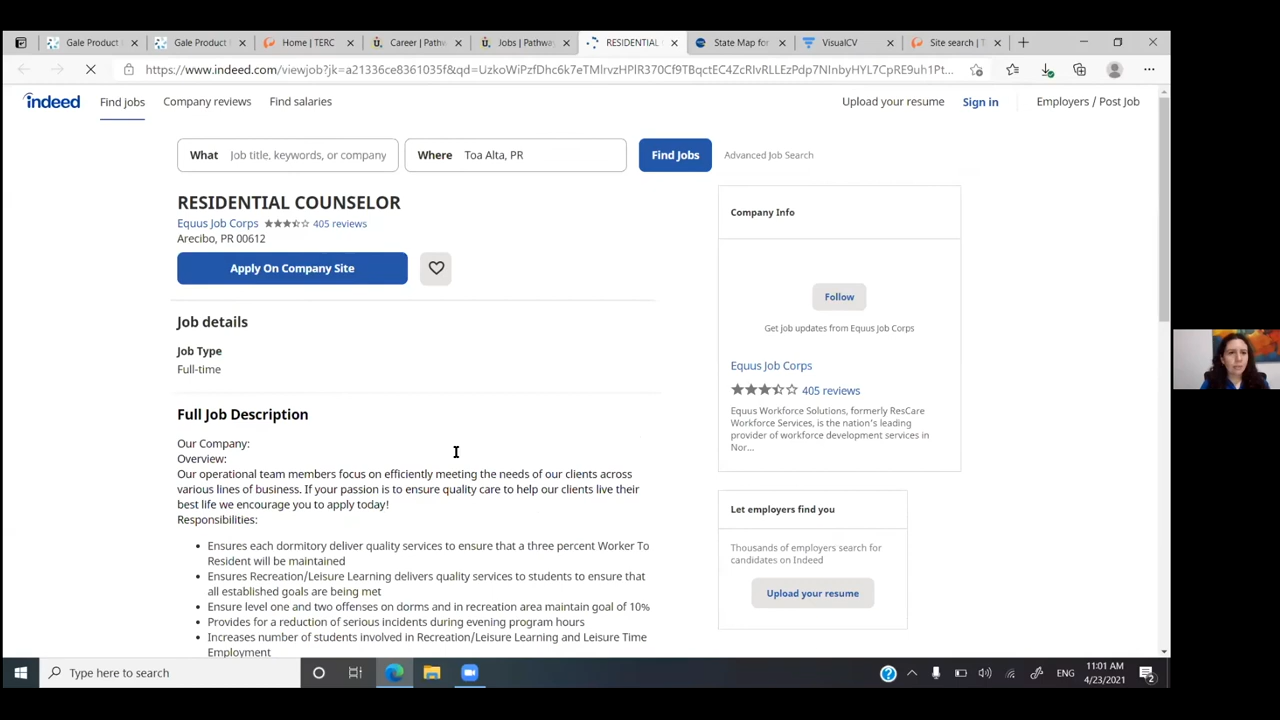 Gale Product
Gale Product
Home | TERC
Career | Pathw
Jobs | Pathway
RESIDENTIAL
State Map for
VisualCV
Site search | T
https://www.indeed.com/viewjob?jk=a21336ce8361035f&qd=UzkoWiPzfDhc6k7eTMlrvzHPlR370Cf9TBqctEC4ZcRIvRLLEzPdp7NInbyHYL7CpRE9uh1Pt...
indeed
Find jobs
Company reviews
Find salaries
Upload your resume
Sign in
Employers / Post Job
What
Job title, keywords, or company
Where
Toa Alta, PR
Find Jobs
Advanced Job Search
RESIDENTIAL COUNSELOR
Equus Job Corps
405 reviews
Arecibo, PR 00612
Apply On Company Site
Job details
Job Type
Full-time
Full Job Description
Our Company:
Overview:
Our operational team members focus on efficiently meeting the needs of our clients across
various lines of business. If your passion is to ensure quality care to help our clients live their
best life we encourage you to apply today!
Responsibilities:
• Ensures each dormitory deliver quality services to ensure that a three percent Worker To
Resident will be maintained
• Ensures Recreation/Leisure Learning delivers quality services to students to ensure that
all established goals are being met
• Ensure level one and two offenses on dorms and in recreation area maintain goal of 10%
• Provides for a reduction of serious incidents during evening program hours
• Increases number of students involved in Recreation/Leisure Learning and Leisure Time
Employment
Company Info
Follow
Get job updates from Equus Job Corps
Equus Job Corps
405 reviews
Equus Workforce Solutions, formerly ResCare
Workforce Services, is the nation's leading
provider of workforce development services in
Nor...
Let employers find you
Thousands of employers search for
candidates on Indeed
Upload your resume
Type here to search
ENG
11:01 AM
4/23/2021
2